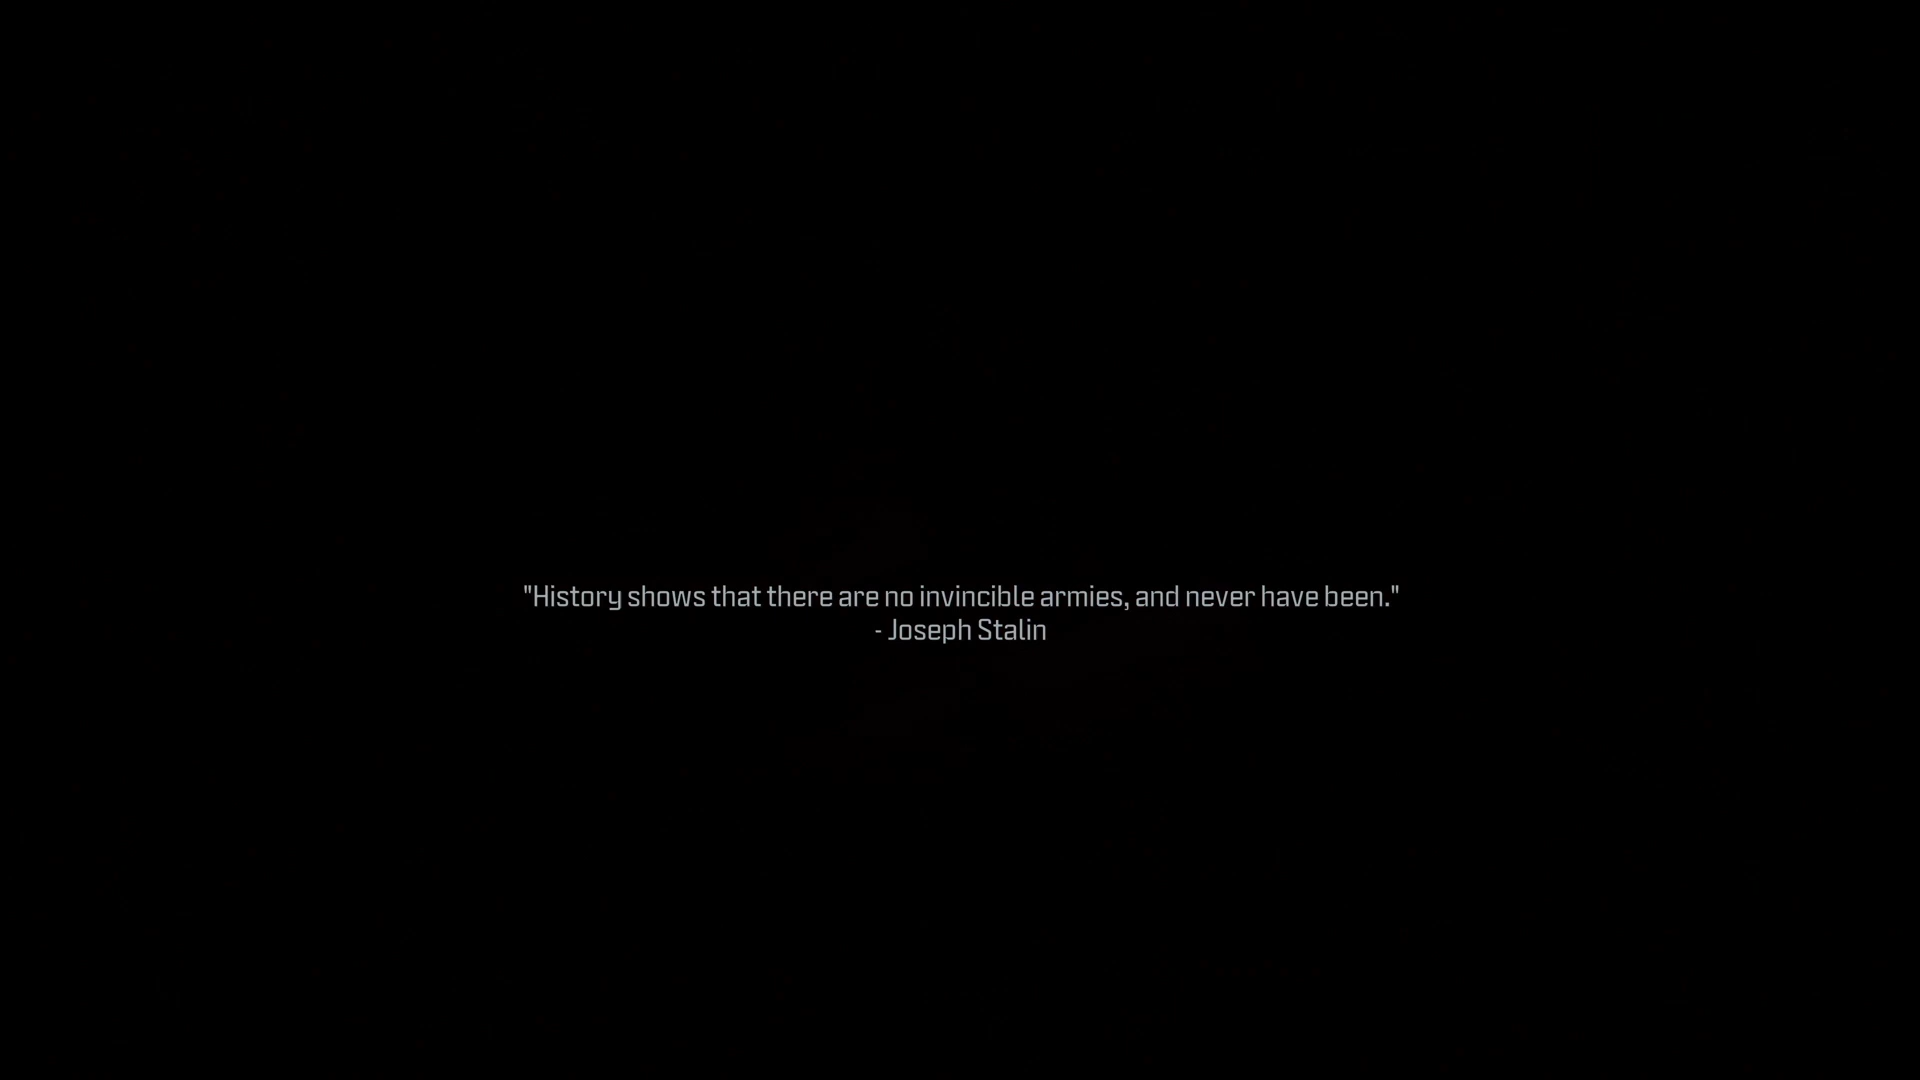 "History shows that there are no invincible armies, and never have been."
- Joseph Stalin